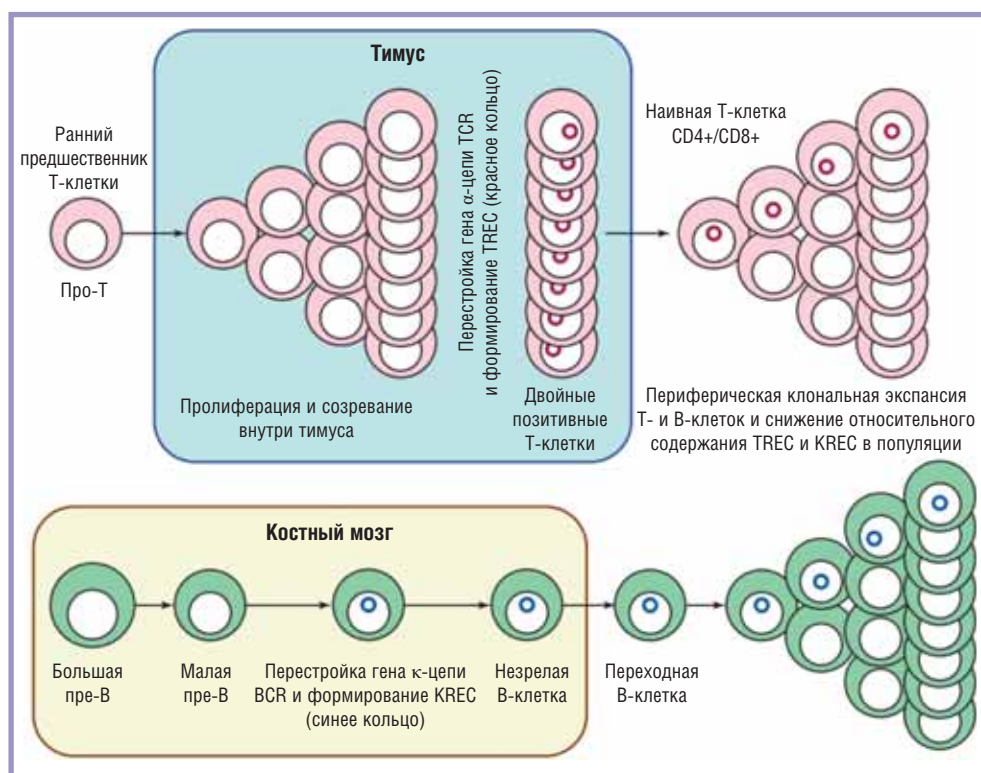 Тимус
Ранний
предшественник
Т-клетки
Про-Т
Пролиферация и созревание
внутри тимуса
Перестройка гена α-цепи TCR
и формирование TREC (красное кольцо)
Двойные
позитивные
Т-клетки
Наивная Т-клетка
CD4+/CD8+
Периферическая клональная экспансия
Т- и В-клеток и снижение относительного
содержания TREC и KREC в популяции
Костный мозг
Большая
пре-В
Малая
пре-В
Перестройка гена κ-цепи
BCR и формирование KREC
(синее кольцо)
Незрелая
В-клетка
Переходная
В-клетка